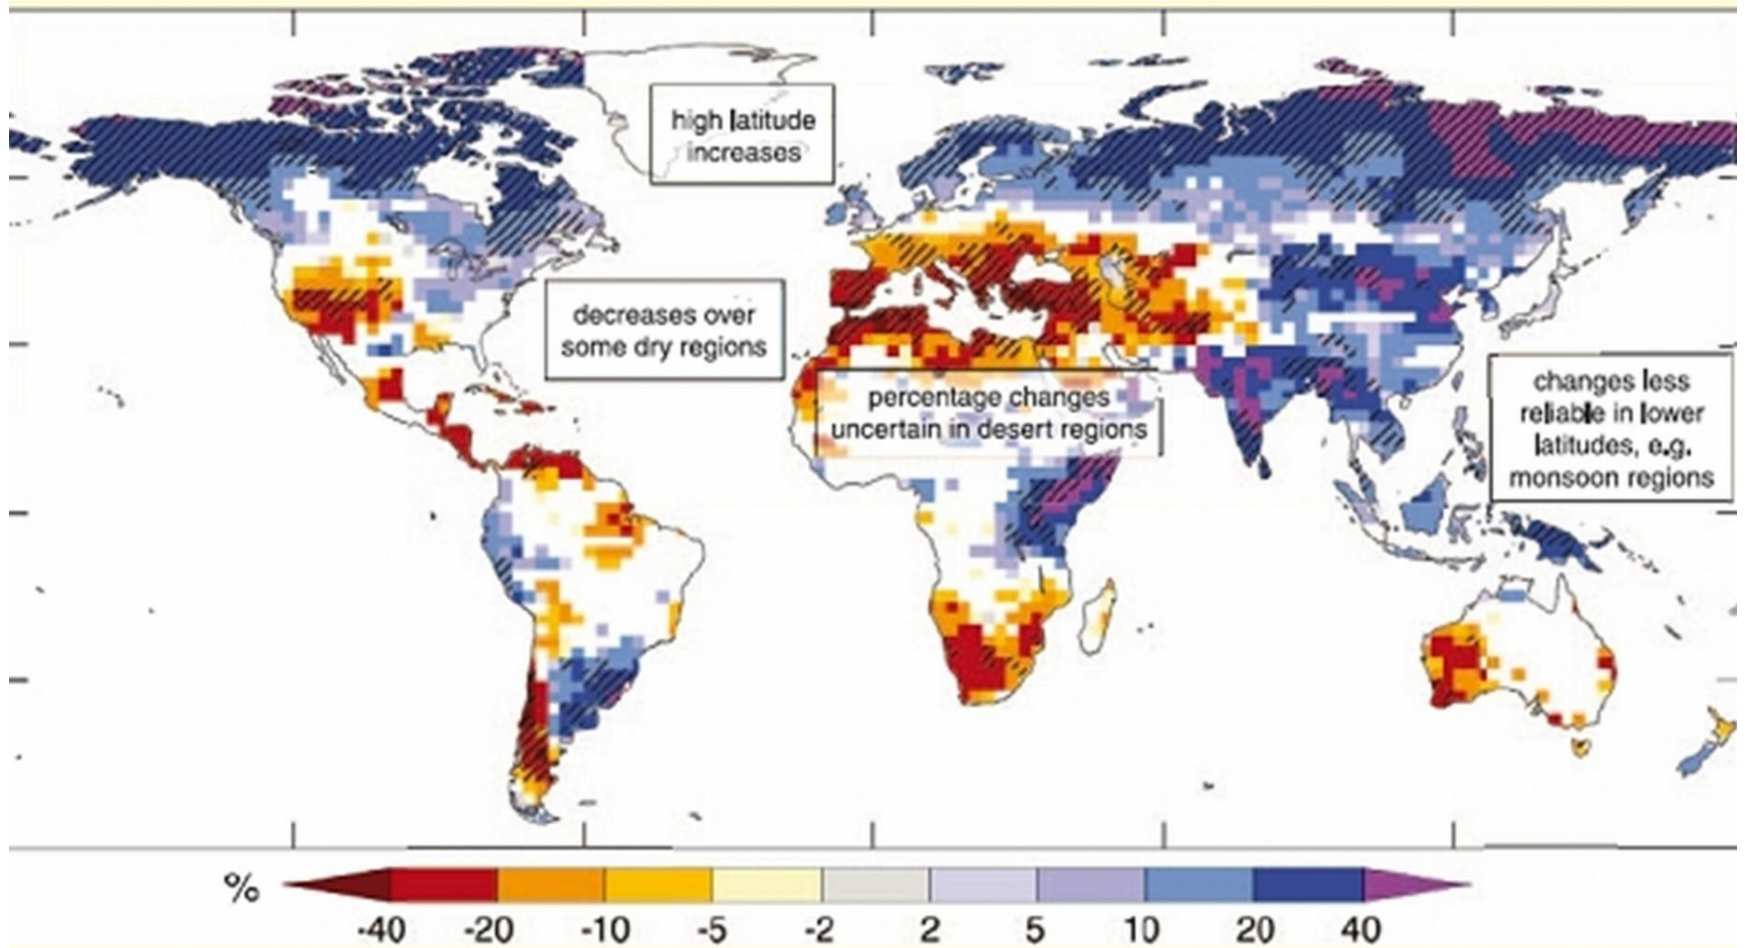 high latitude
increases
decreases over
some dry regions
percentage changes
uncertain in desert regions
changes less
reliable in lower
latitudes, e.g.
monsoon regions
%
-40 -20 -10 -5 -2 2 5 10 20 40